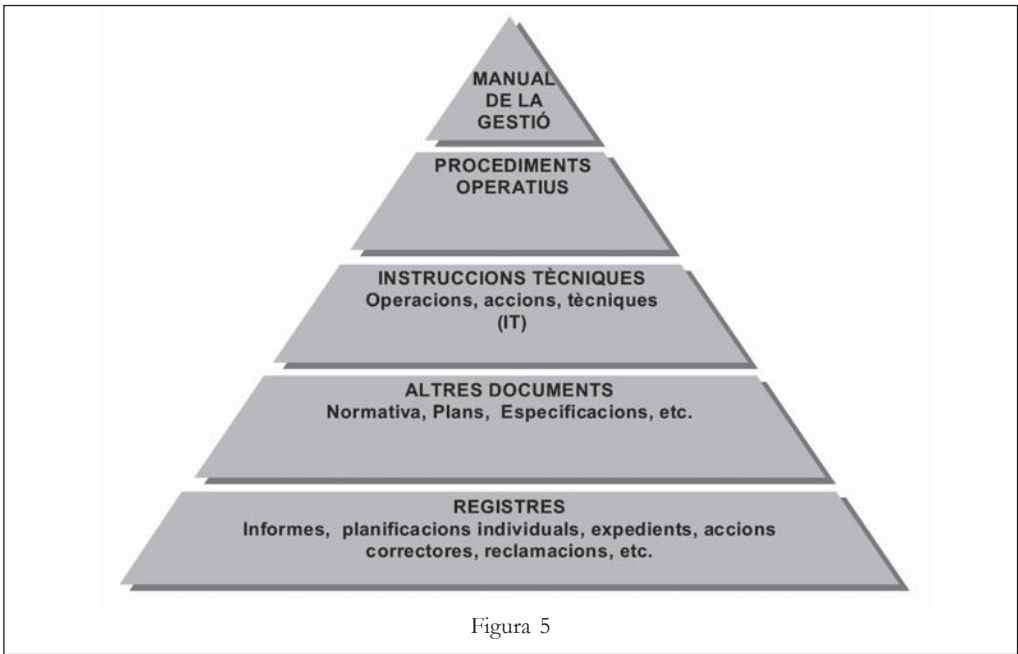 MANUAL
DE LA
GESTIÓ
PROCEDIMENTS
OPERATIUS
INSTRUCCIONS TÈCNIQUES
Operacions, accions, tècniques
(IT)
ALTRES DOCUMENTS
Normativa, Plans, Especificacions, etc.
REGISTRES
Informes, planificacions individuals, expedients, accions
correctores, reclamacions, etc.
Figura 5